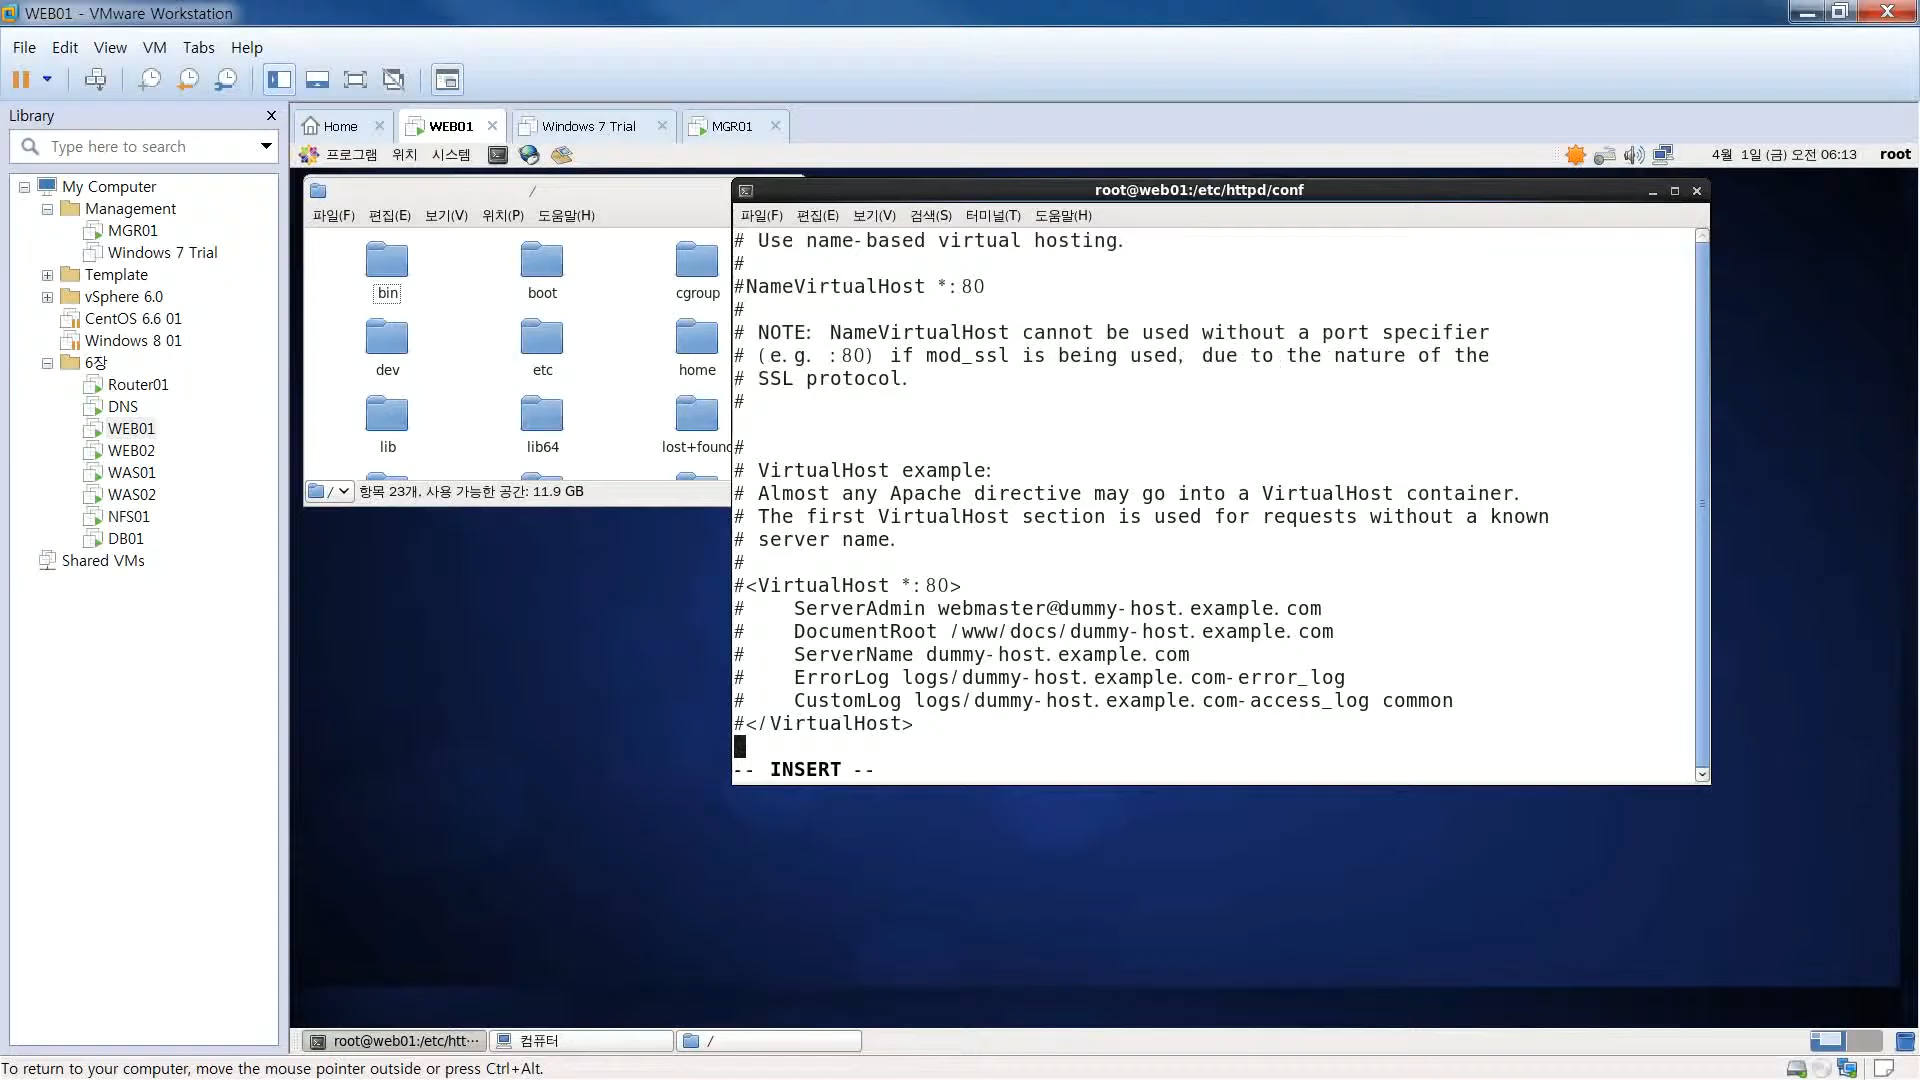 WEB01 - VMware Workstation
File Edit View VM Tabs Help
Library
Type here to search
My Computer
Management
MGR01
Windows 7 Trial
Template
vSphere 6.0
CentOS 6.6 01
Windows 8 01
6장
Router01
DNS
WEB01
WEB02
WAS01
WAS02
NFS01
DB01
Shared VMs
Home WEB01 Windows 7 Trial MGR01
프로그램 위치 시스템 4월 1일 (금) 오전 06:13 root
/
파일(F) 편집(E) 보기(V) 위치(P) 도움말(H)
bin boot cgroup
dev etc home
lib lib64 lost+found
/ 항목 23개, 사용 가능한 공간: 11.9 GB
root@web01:/etc/httpd/conf
파일(F) 편집(E) 보기(V) 검색(S) 터미널(T) 도움말(H)
# Use name-based virtual hosting.
#
#NameVirtualHost *:80
#
# NOTE: NameVirtualHost cannot be used without a port specifier
# (e.g. :80) if mod_ssl is being used, due to the nature of the
# SSL protocol.
#
#
# VirtualHost example:
# Almost any Apache directive may go into a VirtualHost container.
# The first VirtualHost section is used for requests without a known
# server name.
#
#<VirtualHost *:80>
#    ServerAdmin webmaster@dummy-host.example.com
#    DocumentRoot /www/docs/dummy-host.example.com
#    ServerName dummy-host.example.com
#    ErrorLog logs/dummy-host.example.com-error_log
#    CustomLog logs/dummy-host.example.com-access_log common
#</VirtualHost>
-- INSERT --
root@web01:/etc/htt··· 컴퓨터 /
To return to your computer, move the mouse pointer outside or press Ctrl+Alt.